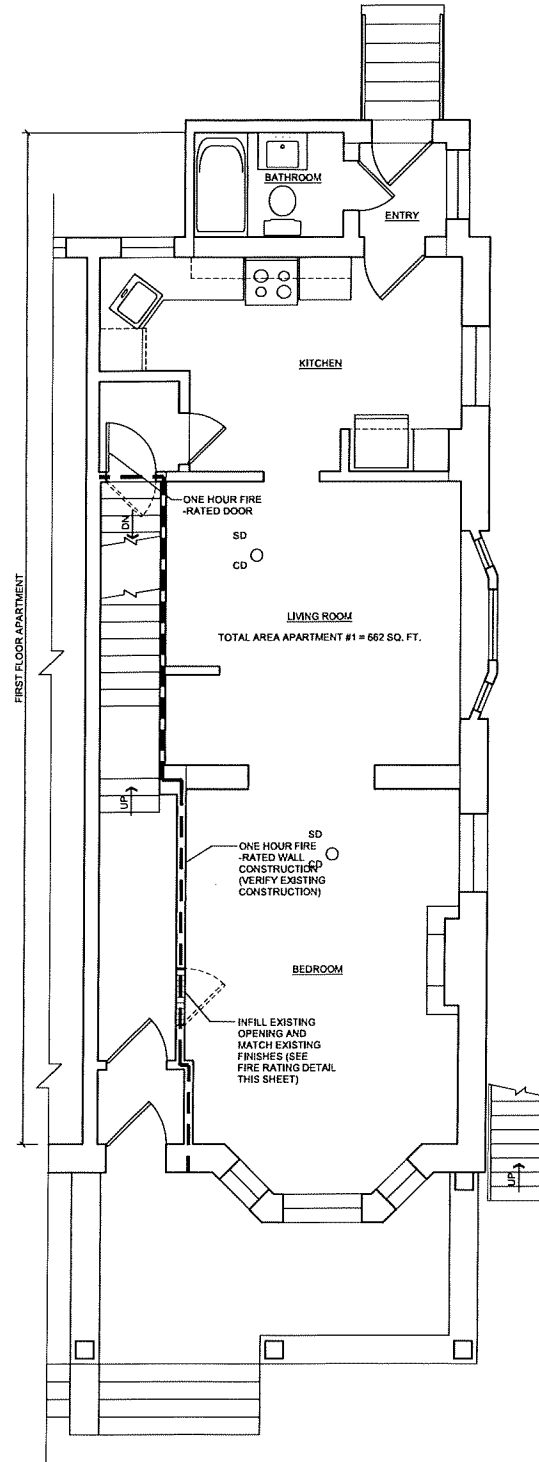 BATHROOM
ENTRY
KITCHEN
ONE HOUR FIRE
-RATED DOOR
DN
SD
CD
LIVING ROOM
TOTAL AREA APARTMENT #1 = 662 SQ. FT.
FIRST FLOOR APARTMENT
UP
SD
CD
ONE HOUR FIRE
-RATED WALL
CONSTRUCTION
(VERIFY EXISTING
CONSTRUCTION)
BEDROOM
INFILL EXISTING
OPENING AND
MATCH EXISTING
FINISHES (SEE
FIRE RATING DETAIL
THIS SHEET)
UP